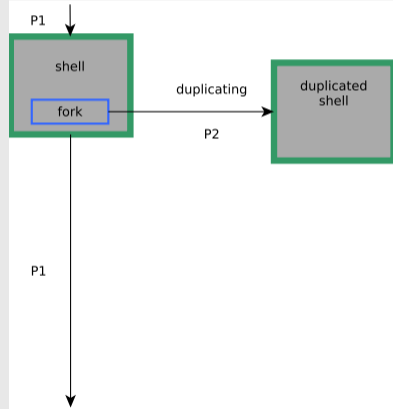 P1
shell
fork
duplicating
P2
duplicated
shell
P1